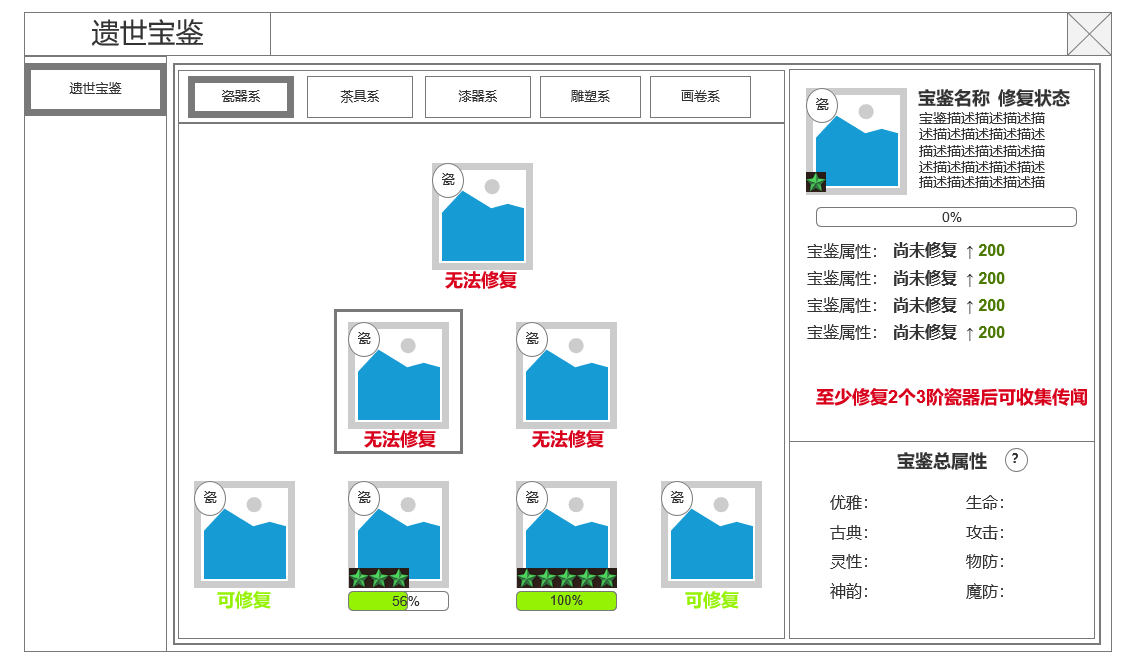 遗世宝鉴
遗世宝鉴
瓷器系
茶具系
漆器系
雕塑系
画卷系
瓷
无法修复
瓷
无法修复
瓷
无法修复
瓷
可修复
瓷
56%
瓷
100%
瓷
可修复
瓷
宝鉴名称 修复状态
宝鉴描述描述描述描
述描述描述描述描述
描述描述描述描述描
述描述描述描述描述
描述描述描述描述描
0%
宝鉴属性： 尚未修复 ↑ 200
宝鉴属性： 尚未修复 ↑ 200
宝鉴属性： 尚未修复 ↑ 200
宝鉴属性： 尚未修复 ↑ 200
至少修复2个3阶瓷器后可收集传闻
宝鉴总属性 ?
优雅： 生命：
古典： 攻击：
灵性： 物防：
神韵： 魔防：